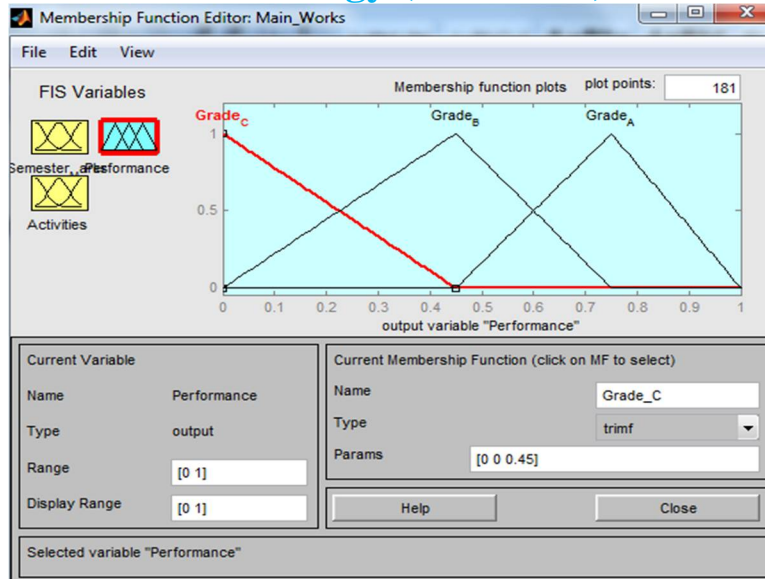 Membership Function Editor: Main_Works
File Edit View
FIS Variables
Membership function plots
plot points:
181
Grade_C
Grade_B
Grade_A
Performance
Activities
1
0.5
0
0 0.1 0.2 0.3 0.4 0.5 0.6 0.7 0.8 0.9 1
output variable "Performance"
Current Variable
Name Performance
Type output
Range [0 1]
Display Range [0 1]
Current Membership Function (click on MF to select)
Name Grade_C
Type trimf
Params [0 0 0.45]
Help Close
Selected variable "Performance"